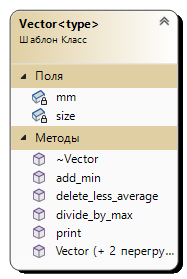 Vector<type>
Шаблон Класс
Поля
mm
size
Методы
~Vector
add_min
delete_less_average
divide_by_max
print
Vector (+ 2 перегру...